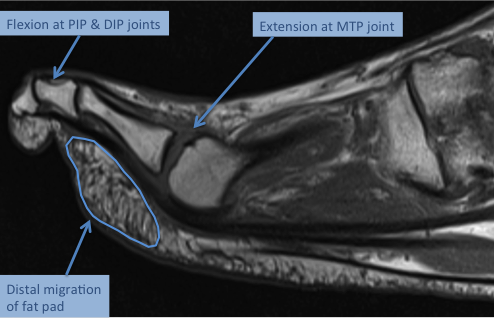 Flexion at PIP & DIP joints
Extension at MTP joint
Distal migration
of fat pad